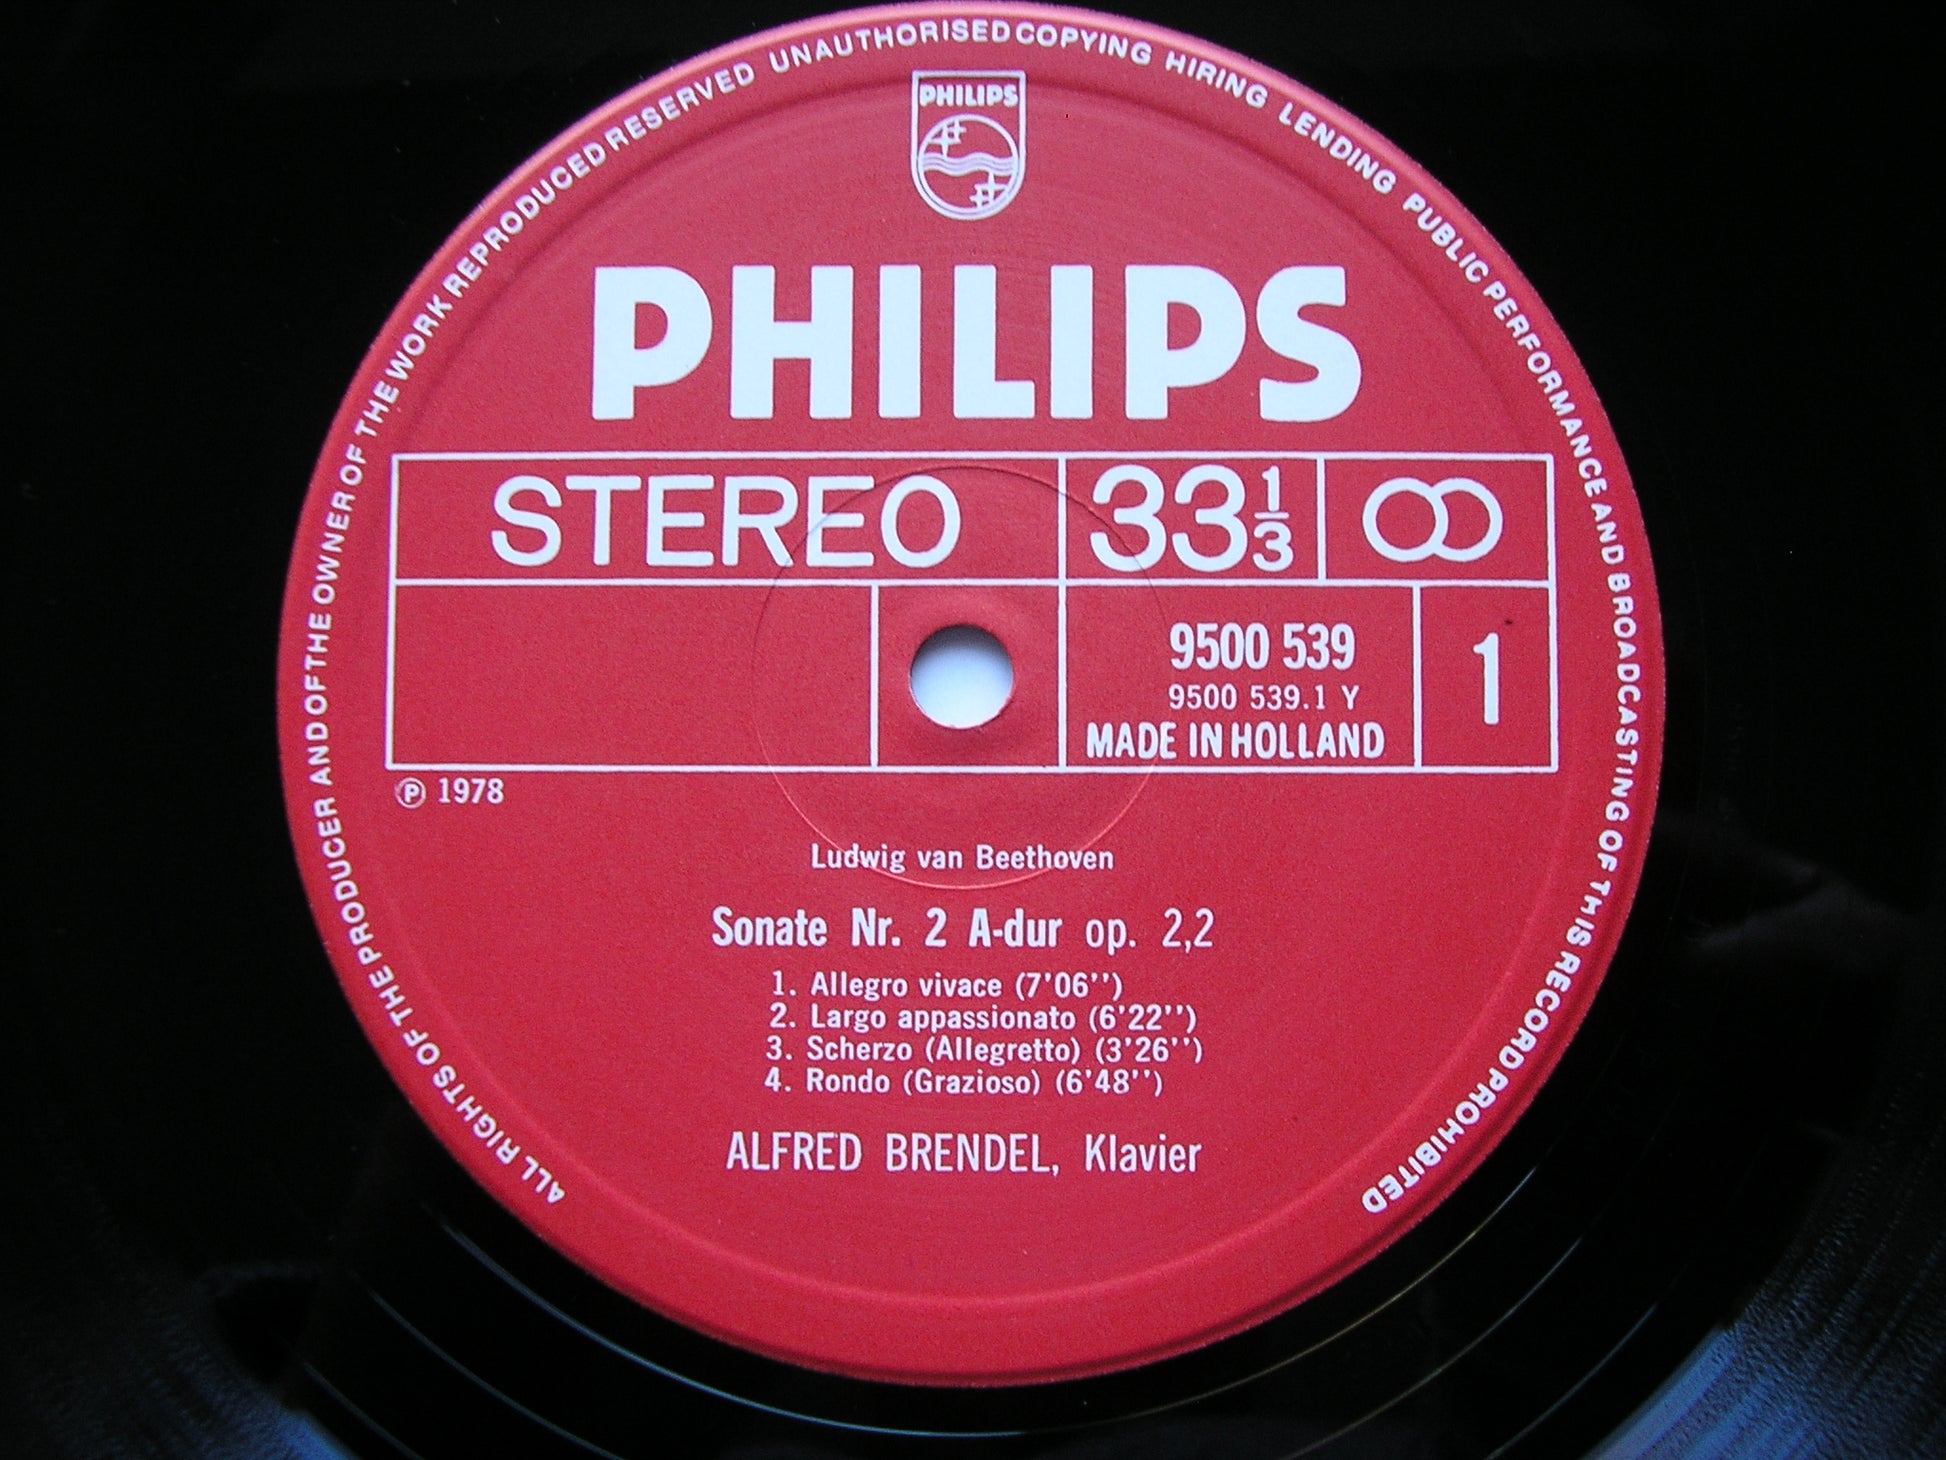 ALL RIGHTS OF THE PRODUCER AND OF THE OWNER OF THE WORK REPRODUCED RESERVED UNAUTHORISED COPYING HIRING LENDING PUBLIC PERFORMANCE AND BROADCASTING OF THIS RECORD PROHIBITED
PHILIPS
PHILIPS
STEREO 33 1/3
9500 539
9500 539.1 Y
MADE IN HOLLAND
1
℗ 1978
Ludwig van Beethoven
Sonate Nr. 2 A-dur op. 2,2
1. Allegro vivace (7'06'')
2. Largo appassionato (6'22'')
3. Scherzo (Allegretto) (3'26'')
4. Rondo (Grazioso) (6'48'')
ALFRED BRENDEL, Klavier